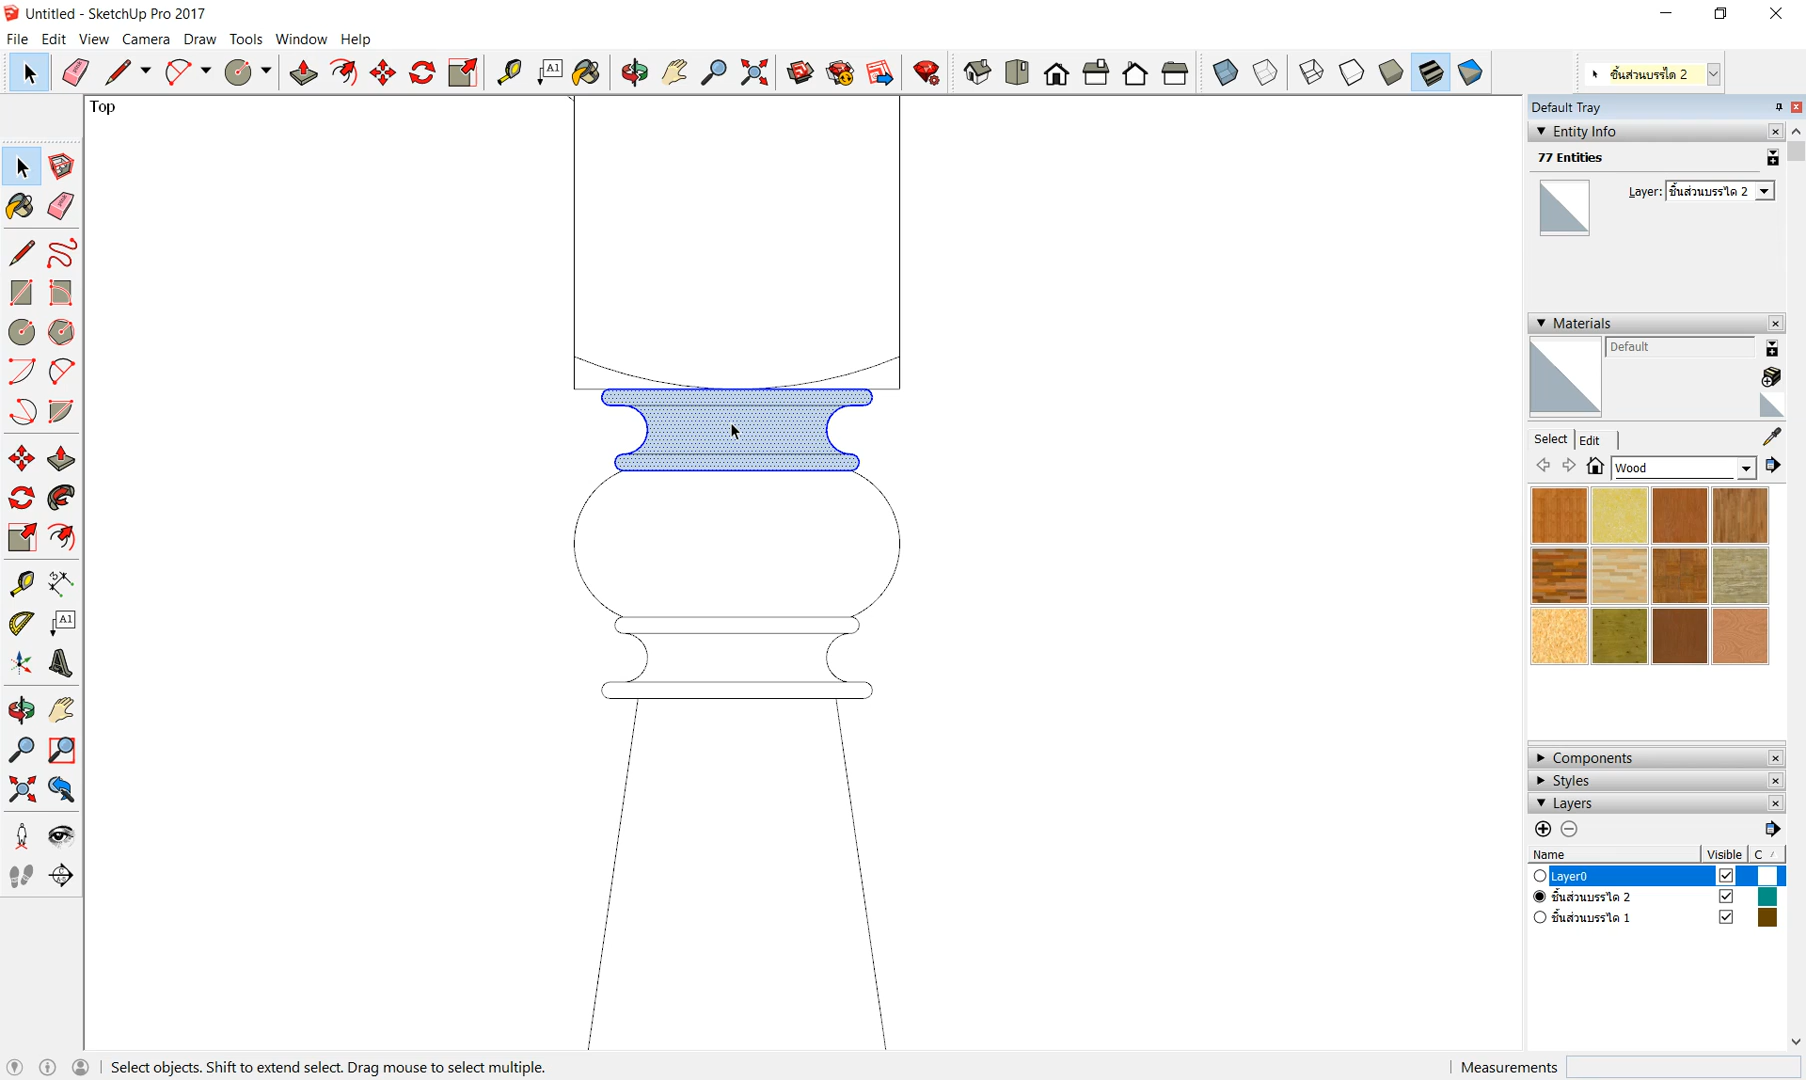 Untitled - SketchUp Pro 2017
File Edit View Camera Draw Tools Window Help
A1
ชิ้นส่วนบรรได 2
Top
Default Tray
Entity Info
77 Entities
Layer: ชิ้นส่วนบรรได 2
Materials
Default
Select Edit
Wood
A1
Components
Styles
Layers
Name Visible C
Layer0
ชิ้นส่วนบรรได 2
ชิ้นส่วนบรรได 1
Select objects. Shift to extend select. Drag mouse to select multiple.
Measurements